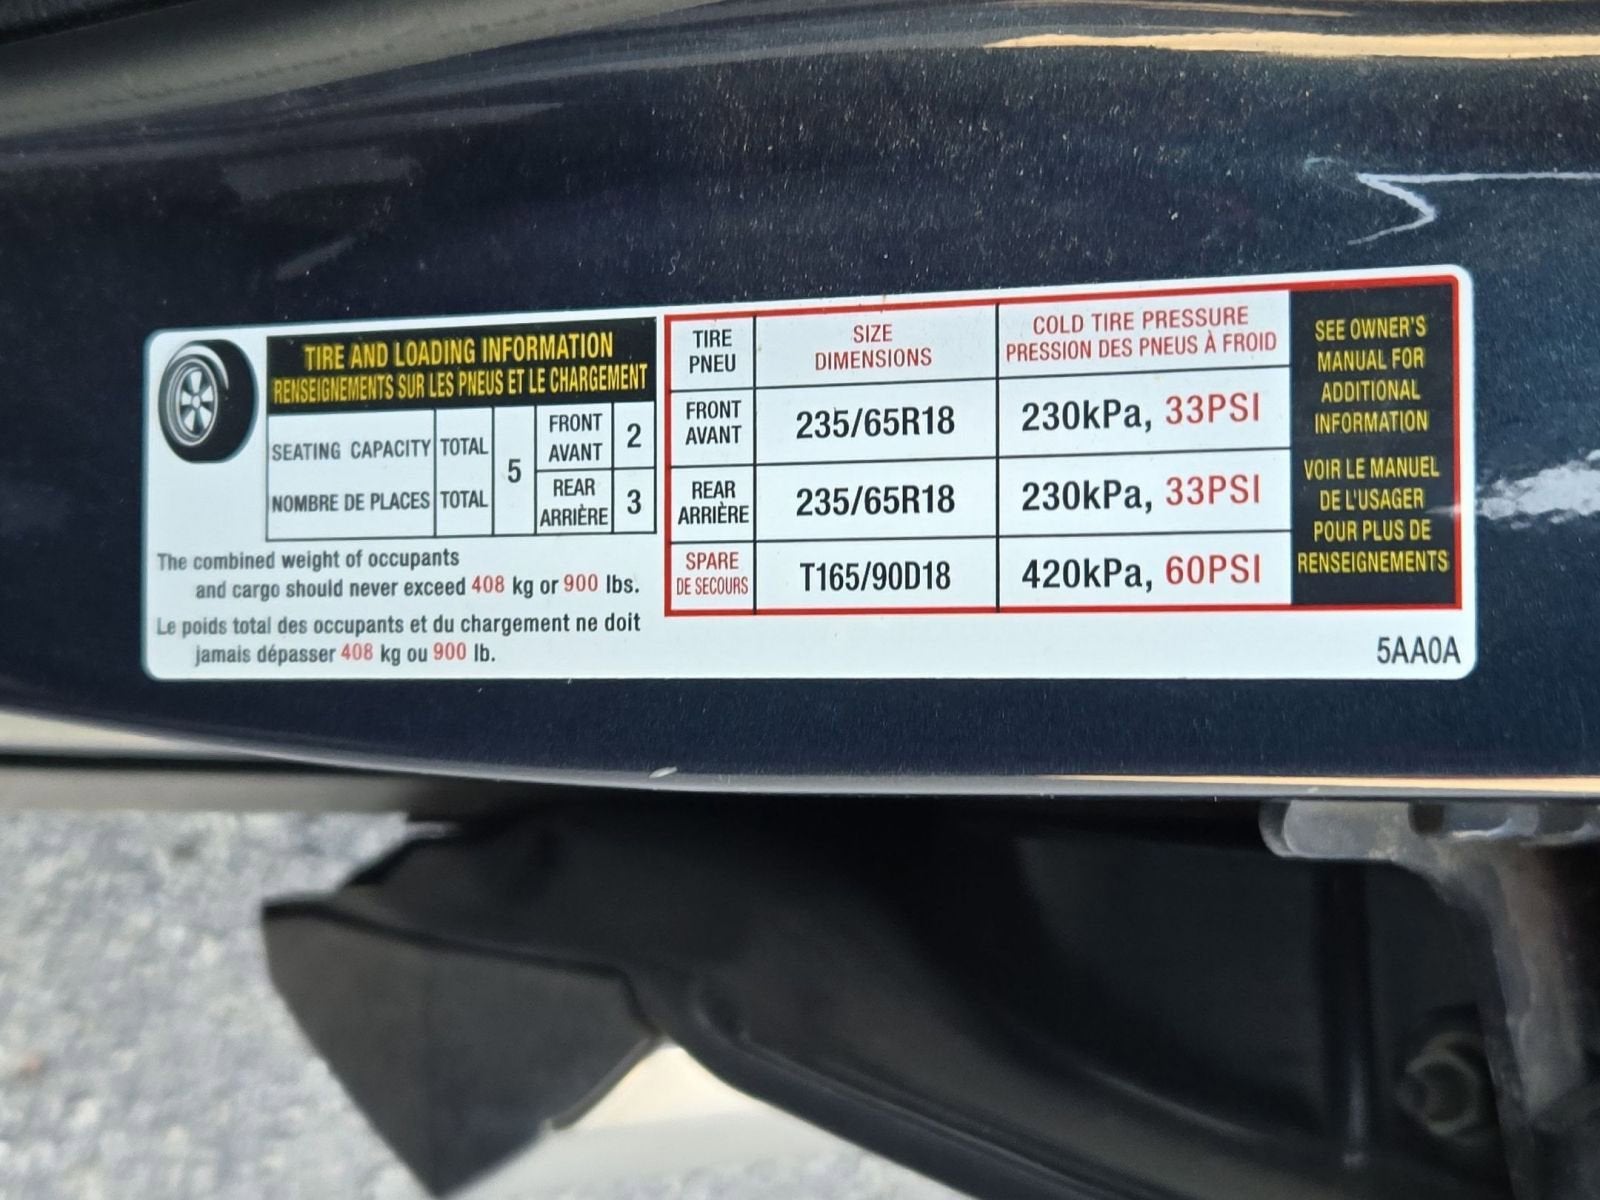 TIRE AND LOADING INFORMATION
RENSEIGNEMENTS SUR LES PNEUS ET LE CHARGEMENT
SEATING CAPACITY TOTAL
NOMBRE DE PLACES TOTAL
5
FRONT
AVANT
2
REAR
ARRIÈRE
3
The combined weight of occupants
and cargo should never exceed 408 kg or 900 lbs.
Le poids total des occupants et du chargement ne doit
jamais dépasser 408 kg ou 900 lb.
TIRE
PNEU
SIZE
DIMENSIONS
COLD TIRE PRESSURE
PRESSION DES PNEUS À FROID
FRONT
AVANT
235/65R18
230kPa, 33PSI
REAR
ARRIÈRE
235/65R18
230kPa, 33PSI
SPARE
DE SECOURS
T165/90D18
420kPa, 60PSI
SEE OWNER'S
MANUAL FOR
ADDITIONAL
INFORMATION
VOIR LE MANUEL
DE L'USAGER
POUR PLUS DE
RENSEIGNEMENTS
5AA0A